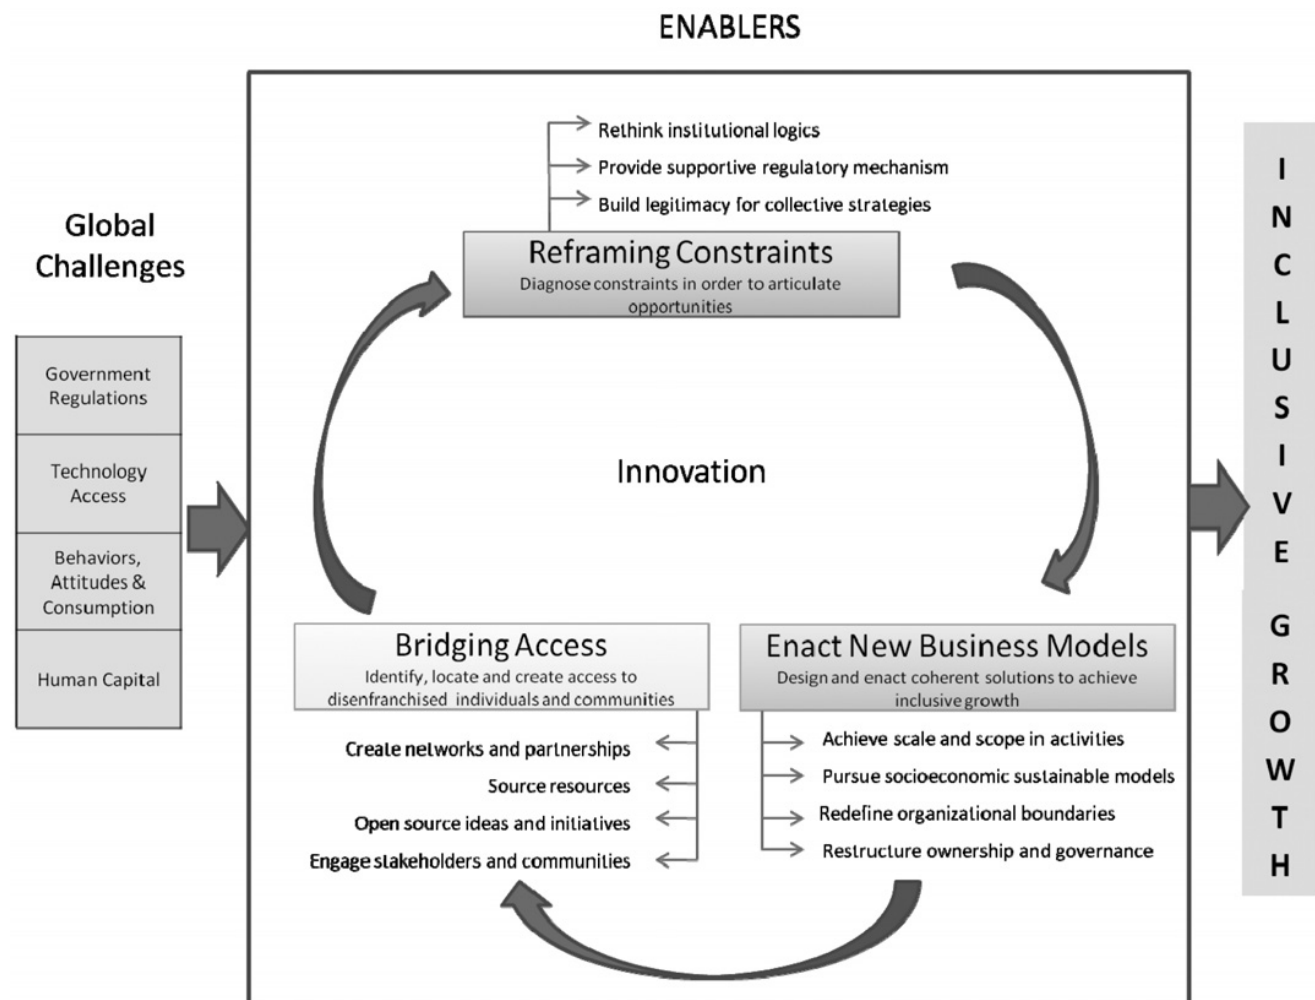 ENABLERS
Rethink institutional logics
Provide supportive regulatory mechanism
Build legitimacy for collective strategies
Reframing Constraints
Diagnose constraints in order to articulate
opportunities
Global
Challenges
Government
Regulations
Technology
Access
Behaviors,
Attitudes &
Consumption
Human Capital
Innovation
Bridging Access
Identify, locate and create access to
disenfranchised individuals and communities
Create networks and partnerships
Source resources
Open source ideas and initiatives
Engage stakeholders and communities
Enact New Business Models
Design and enact coherent solutions to achieve
inclusive growth
Achieve scale and scope in activities
Pursue socioeconomic sustainable models
Redefine organizational boundaries
Restructure ownership and governance
INCLUSIVE GROWTH